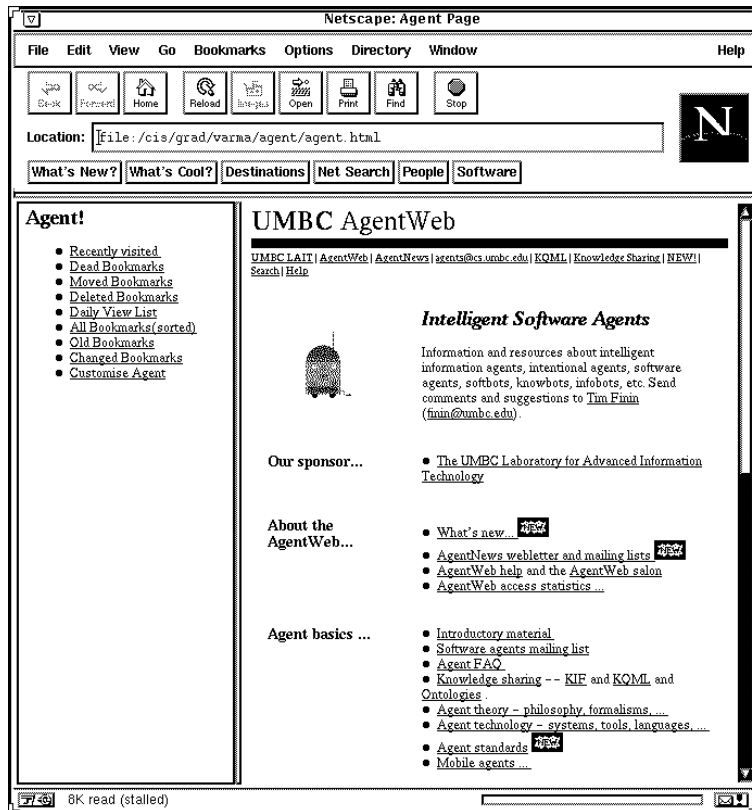 Netscape: Agent Page
File Edit View Go Bookmarks Options Directory Window Help
Back Forward Home Reload Images Open Print Find Stop
Location: file:/cis/grad/varma/agent/agent.html
N
What's New? What's Cool? Destinations Net Search People Software
Agent!
Recently visited
Dead Bookmarks
Moved Bookmarks
Deleted Bookmarks
Daily View List
All Bookmarks(sorted)
Old Bookmarks
Changed Bookmarks
Customise Agent
UMBC AgentWeb
UMBC LAIT | AgentWeb | AgentNews | agents@cs.umbc.edu | KQML | Knowledge Sharing | NEW! |
Search | Help
Intelligent Software Agents
Information and resources about intelligent
information agents, intentional agents, software
agents, softbots, knowbots, infobots, etc. Send
comments and suggestions to Tim Finin
(finin@umbc.edu).
Our sponsor...
The UMBC Laboratory for Advanced Information
Technology
About the
AgentWeb...
What's new... NEW
AgentNews webletter and mailing lists NEW
AgentWeb help and the AgentWeb salon
AgentWeb access statistics ...
Agent basics ...
Introductory material
Software agents mailing list
Agent FAQ
Knowledge sharing -- KIF and KQML and
Ontologies .
Agent theory - philosophy, formalisms, ...
Agent technology - systems, tools, languages, ...
Agent standards NEW
Mobile agents ...
8K read (stalled)